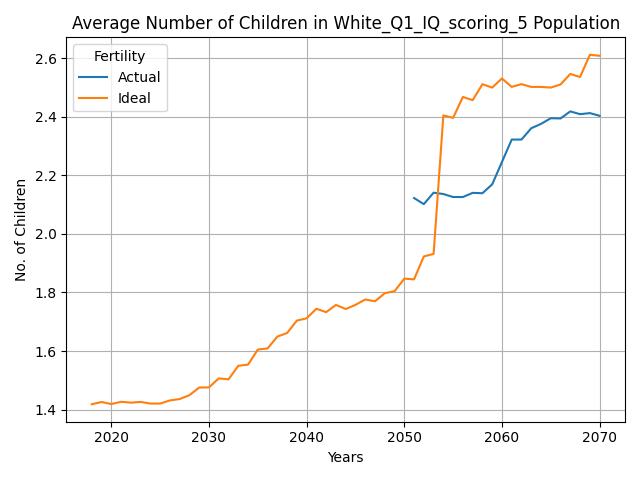 Average Number of Children in White_Q1_IQ_scoring_5 Population
Fertility
Actual
Ideal
No. of Children
2.6
2.4
2.2
2.0
1.8
1.6
1.4
2020 2030 2040 2050 2060 2070
Years